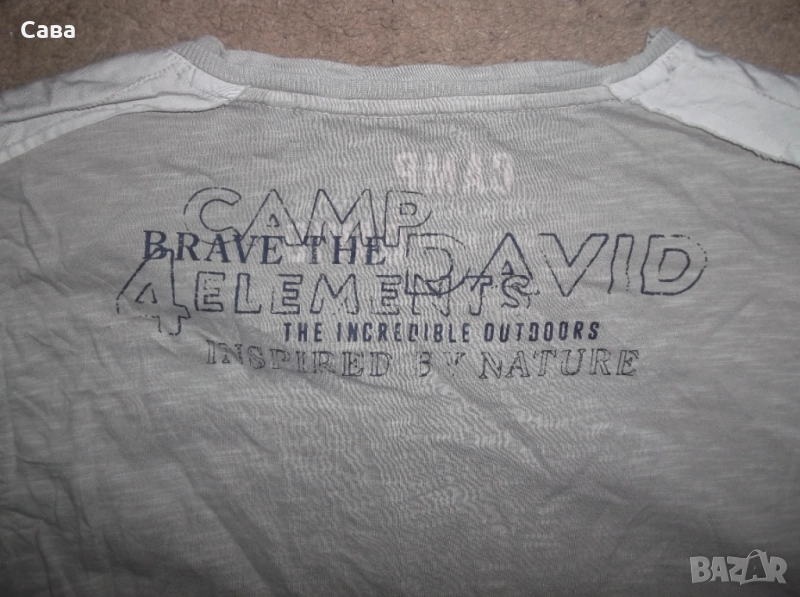 Сава
CAMP
CAMP
BRAVE THE DAVID
4 ELEMENTS
THE INCREDIBLE OUTDOORS
INSPIRED BY NATURE
BAZAR